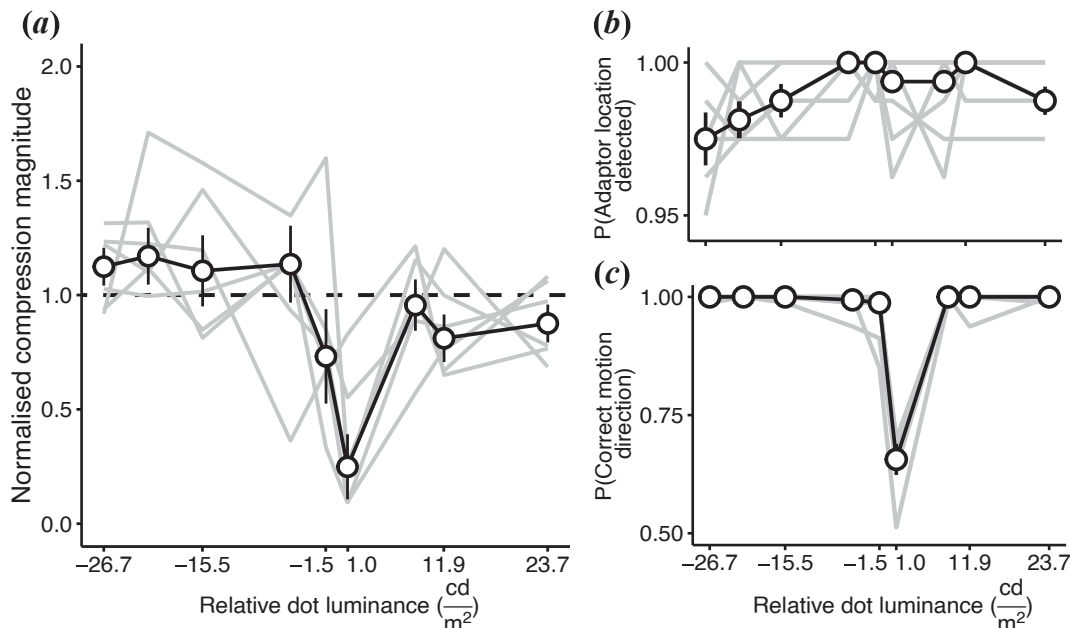 (a)
Normalised compression magnitude
2.0
1.5
1.0
0.5
0.0
−26.7 −15.5 −1.5 1.0 11.9 23.7
Relative dot luminance (cd/m²)
(b)
P(Adaptor location
detected)
1.00
0.95
(c)
P(Correct motion
direction)
1.00
0.75
0.50
−26.7 −15.5 −1.5 1.0 11.9 23.7
Relative dot luminance (cd/m²)